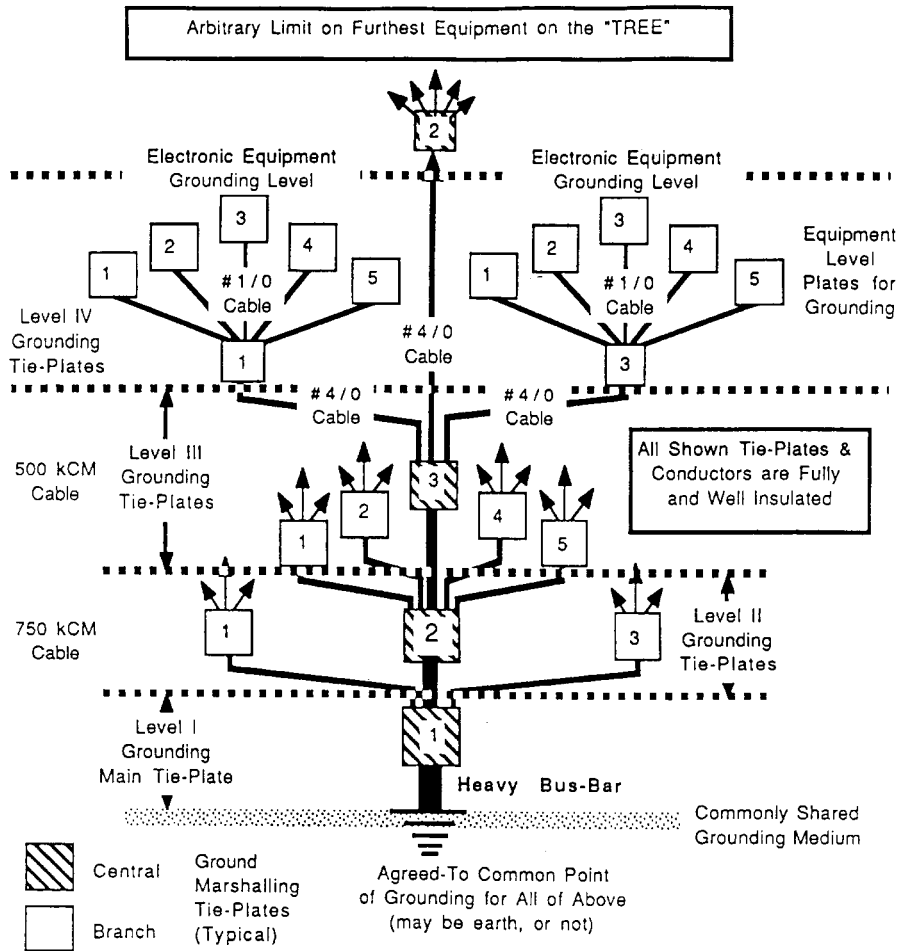 Arbitrary Limit on Furthest Equipment on the "TREE"
2
Electronic Equipment
Grounding Level
Electronic Equipment
Grounding Level
1
2
3
4
5
#1/0
Cable
1
2
3
4
5
#1/0
Cable
Equipment
Level
Plates for
Grounding
Level IV
Grounding
Tie-Plates
1
#4/0
Cable
3
#4/0
Cable
#4/0
Cable
500 kCM
Cable
Level III
Grounding
Tie-Plates
3
1
2
4
5
All Shown Tie-Plates &
Conductors are Fully
and Well Insulated
750 kCM
Cable
1
2
3
Level II
Grounding
Tie-Plates
Level I
Grounding
Main Tie-Plate
1
Heavy Bus-Bar
Commonly Shared
Grounding Medium
Central
Branch
Ground
Marshalling
Tie-Plates
(Typical)
Agreed-To Common Point
of Grounding for All of Above
(may be earth, or not)